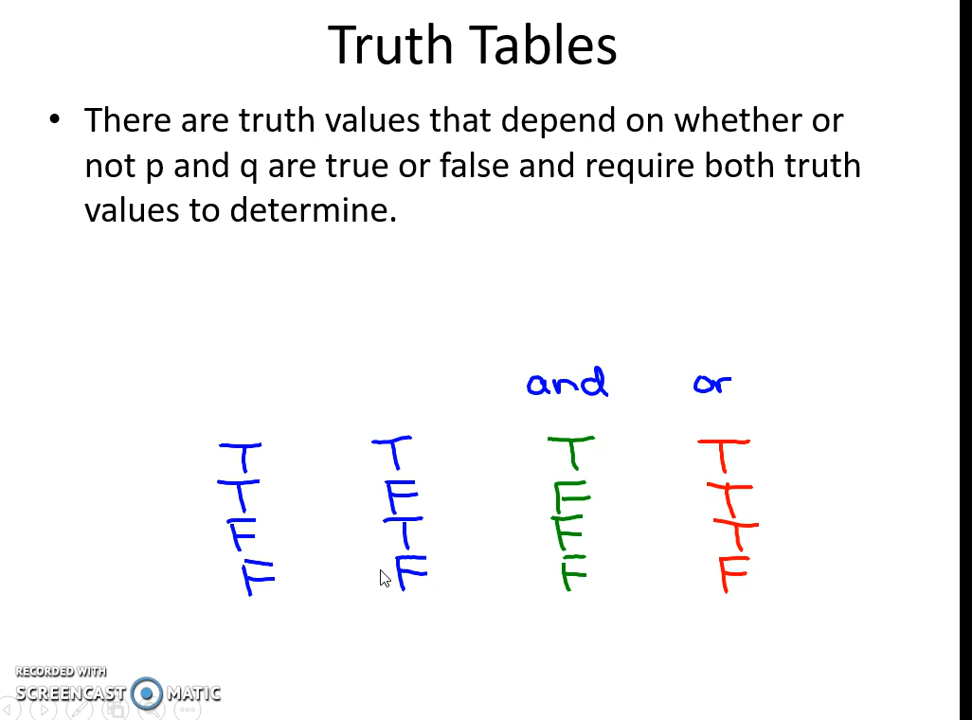 Truth Tables
• There are truth values that depend on whether or
not p and q are true or false and require both truth
values to determine.
and or
T T T T
T F F T
F T F T
F F F F
RECORDED WITH
SCREENCAST MATIC